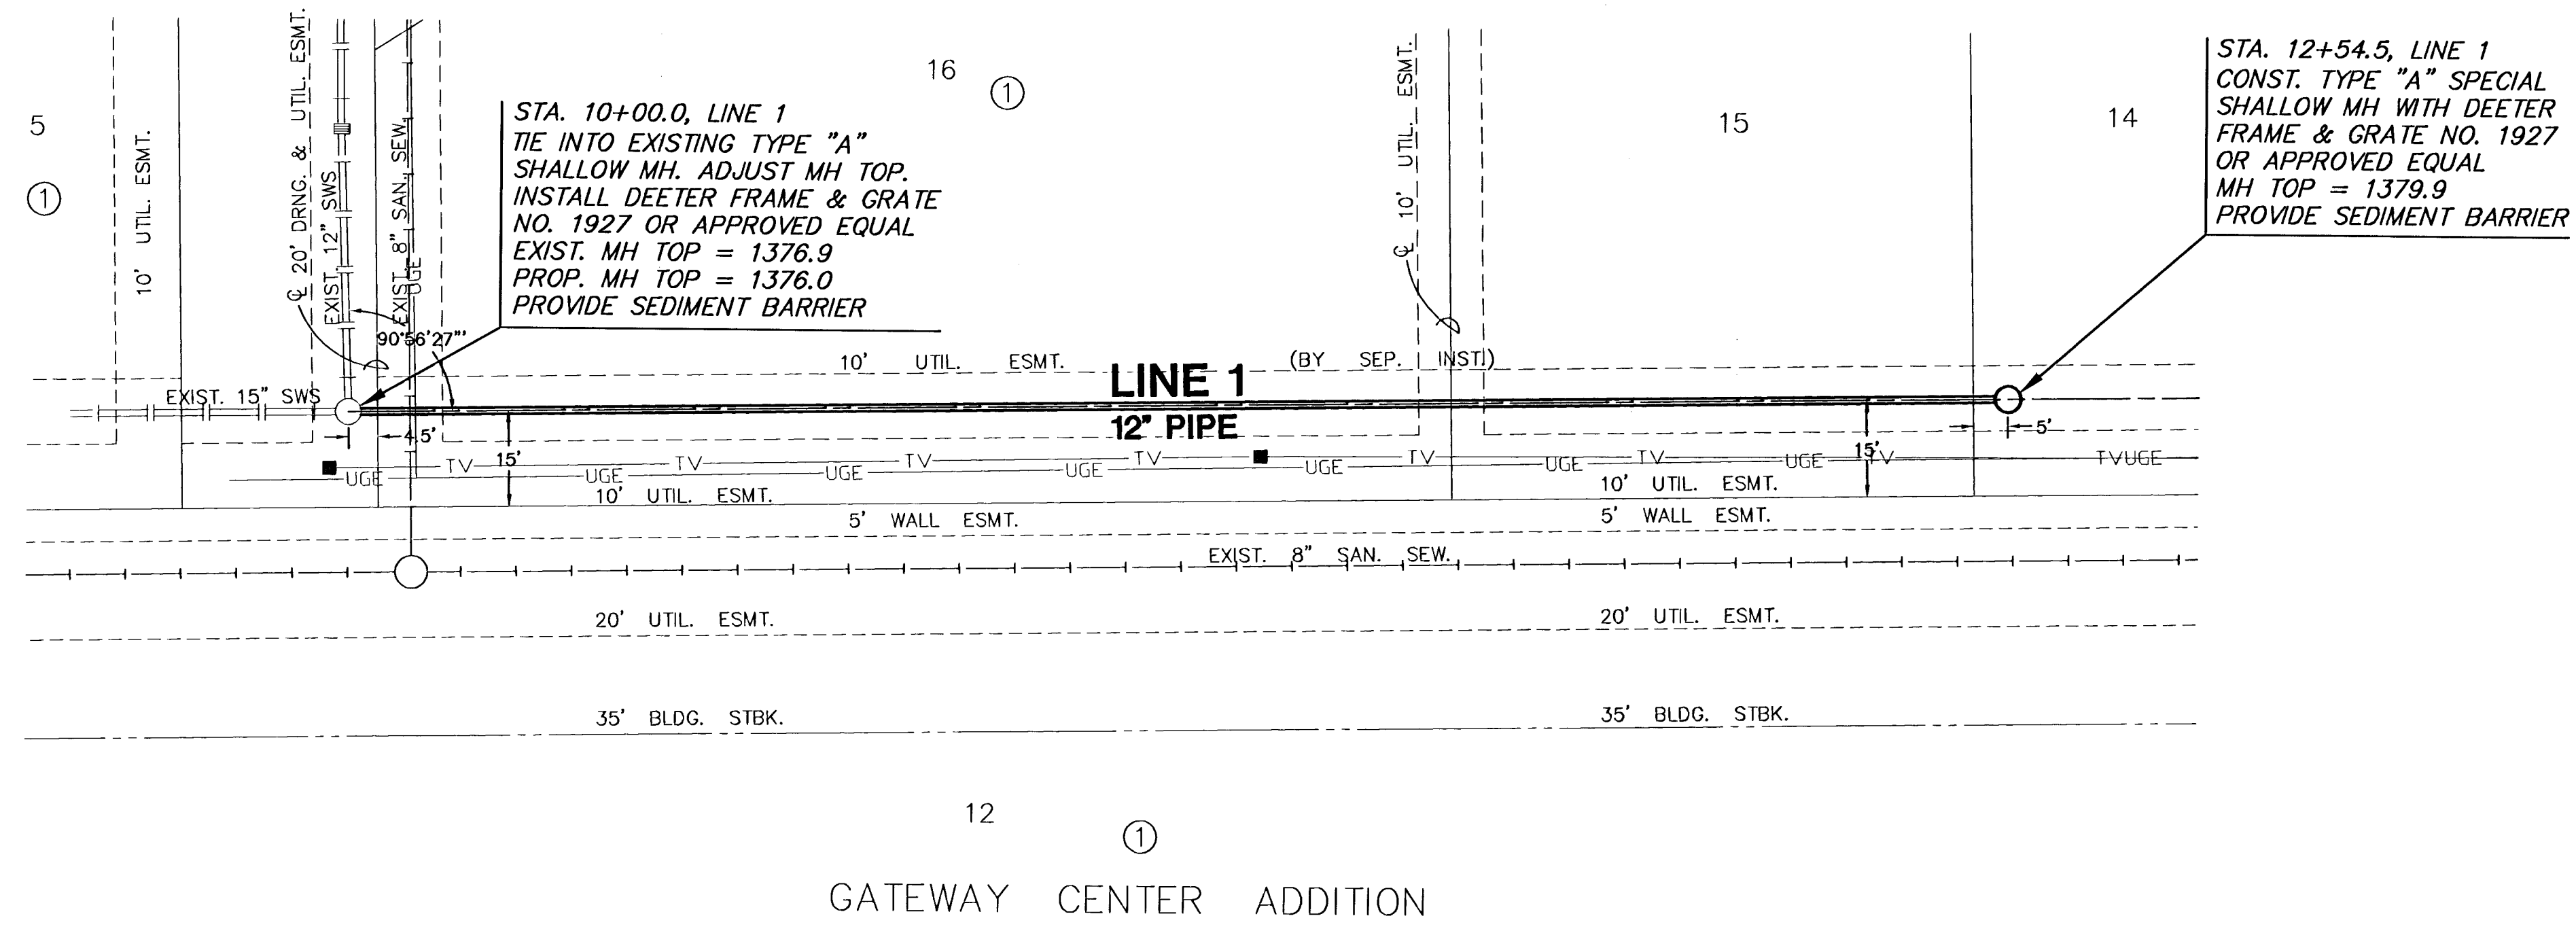 5
1
10' UTIL. ESMT.
℄ 20' DRNG. & UTIL. ESMT.
EXIST. 12" SWS
EXIST. 8" SAN. SEW.
UGE
STA. 10+00.0, LINE 1
TIE INTO EXISTING TYPE "A"
SHALLOW MH. ADJUST MH TOP.
INSTALL DEETER FRAME & GRATE
NO. 1927 OR APPROVED EQUAL
EXIST. MH TOP = 1376.9
PROP. MH TOP = 1376.0
PROVIDE SEDIMENT BARRIER
16
1
℄ 10' UTIL. ESMT.
15
14
STA. 12+54.5, LINE 1
CONST. TYPE "A" SPECIAL
SHALLOW MH WITH DEETER
FRAME & GRATE NO. 1927
OR APPROVED EQUAL
MH TOP = 1379.9
PROVIDE SEDIMENT BARRIER
90°56'27"
10' UTIL. ESMT. (BY SEP. INST.)
EXIST. 15" SWS
LINE 1
12" PIPE
4.5'
5'
15'
15'
TV TV TV TV TV TV TV TVUGE
UGE UGE UGE UGE UGE UGE UGE
10' UTIL. ESMT. 10' UTIL. ESMT.
5' WALL ESMT. 5' WALL ESMT.
EXIST. 8" SAN. SEW.
20' UTIL. ESMT. 20' UTIL. ESMT.
35' BLDG. STBK. 35' BLDG. STBK.
12
1
GATEWAY CENTER ADDITION